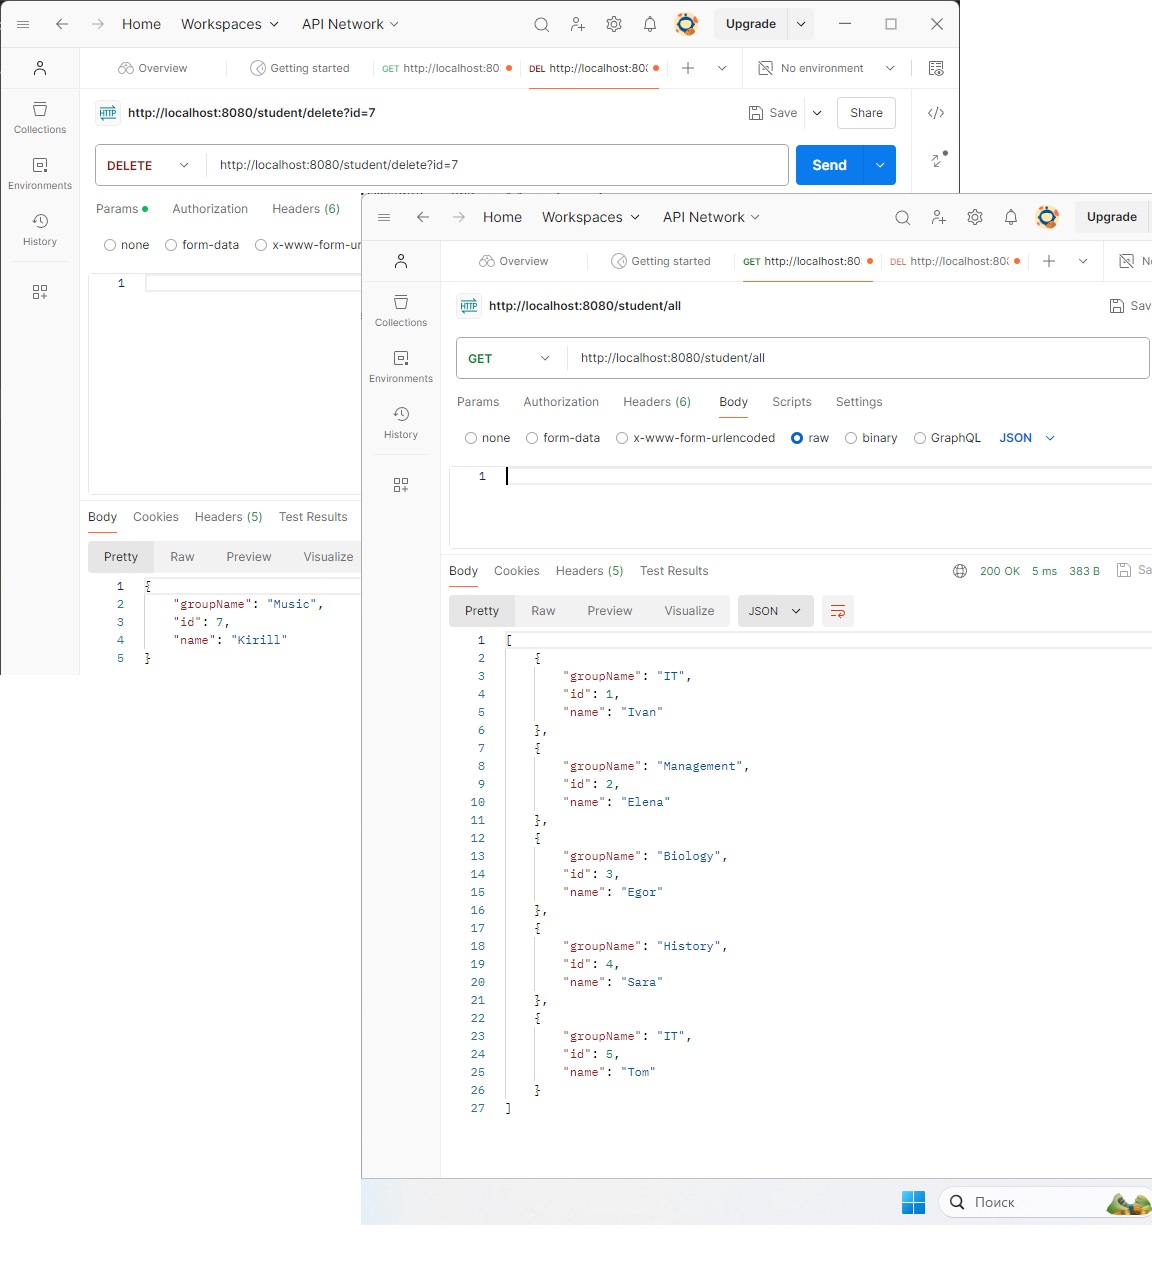 Home Workspaces API Network Upgrade
Overview Getting started GET http://localhost:80 DEL http://localhost:80 No environment
HTTP http://localhost:8080/student/delete?id=7 Save Share
DELETE http://localhost:8080/student/delete?id=7 Send
Params Authorization Headers (6)
none form-data x-www-form-ur
1
Collections
Environments
History
Body Cookies Headers (5) Test Results
Pretty Raw Preview Visualize
1 {
2 "groupName": "Music",
3 "id": 7,
4 "name": "Kirill"
5 }
Home Workspaces API Network Upgrade
Overview Getting started GET http://localhost:80 DEL http://localhost:80 No
HTTP http://localhost:8080/student/all Sav
GET http://localhost:8080/student/all
Params Authorization Headers (6) Body Scripts Settings
none form-data x-www-form-urlencoded raw binary GraphQL JSON
1
Collections
Environments
History
Body Cookies Headers (5) Test Results 200 OK 5 ms 383 B Sa
Pretty Raw Preview Visualize JSON
1 [
2 {
3 "groupName": "IT",
4 "id": 1,
5 "name": "Ivan"
6 },
7 {
8 "groupName": "Management",
9 "id": 2,
10 "name": "Elena"
11 },
12 {
13 "groupName": "Biology",
14 "id": 3,
15 "name": "Egor"
16 },
17 {
18 "groupName": "History",
19 "id": 4,
20 "name": "Sara"
21 },
22 {
23 "groupName": "IT",
24 "id": 5,
25 "name": "Tom"
26 }
27 ]
Поиск